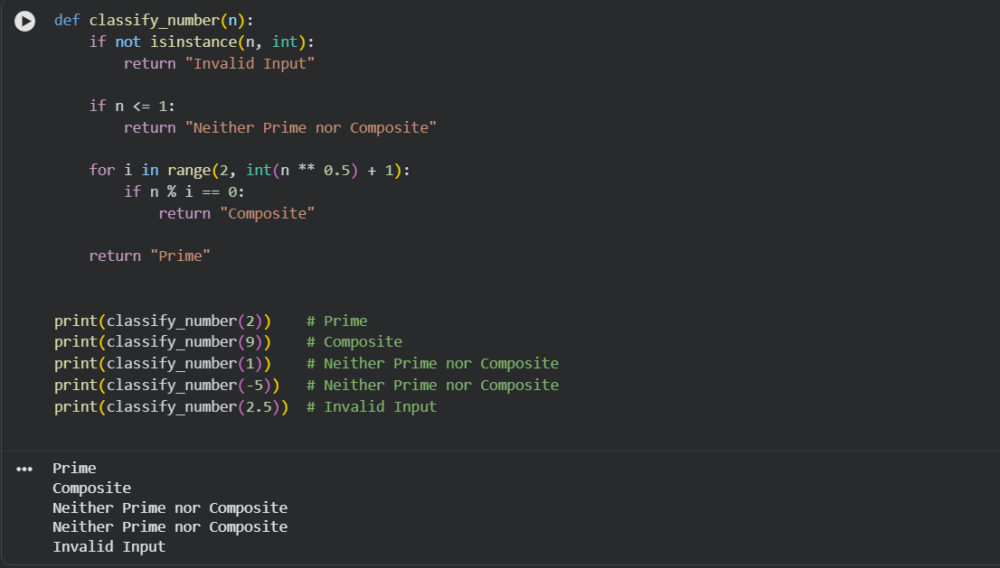 def classify_number(n):
    if not isinstance(n, int):
        return "Invalid Input"

    if n <= 1:
        return "Neither Prime nor Composite"

    for i in range(2, int(n ** 0.5) + 1):
        if n % i == 0:
            return "Composite"

    return "Prime"


print(classify_number(2))    # Prime
print(classify_number(9))    # Composite
print(classify_number(1))    # Neither Prime nor Composite
print(classify_number(-5))   # Neither Prime nor Composite
print(classify_number(2.5))  # Invalid Input

Prime
Composite
Neither Prime nor Composite
Neither Prime nor Composite
Invalid Input